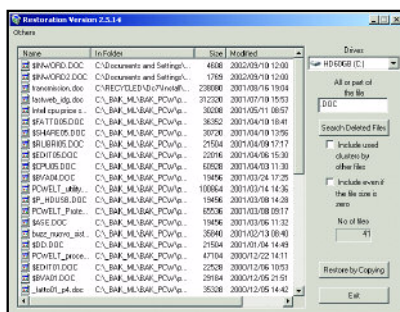 Restoration Version 2.5.14
Others
Name In Folder Size Modified
$INWORD.DOC C:\Documents and Settings\... 4608 2002/09/10 12:00
$INWORD2.DOC C:\Documents and Settings\... 1769 2002/09/10 12:00
transmission.doc C:\RECYCLED\Dc7\Install\... 238080 2001/08/16 19:04
fastweb_idg.doc C:\_BAK_ML\BAK_PCW\p... 312320 2001/07/10 15:53
Intel cpu price s... C:\_BAK_ML\BAK_PCW\p... 30208 2001/05/11 08:57
$FATTO05.DOC C:\_BAK_ML\BAK_PCW\p... 36352 2001/04/10 18:41
$SHARE05.DOC C:\_BAK_ML\BAK_PCW\p... 30720 2001/04/10 13:56
$RUBRI05.DOC C:\_BAK_ML\BAK_PCW\p... 21504 2001/04/09 17:17
$EDIT05.DOC C:\_BAK_ML\BAK_PCW\p... 22016 2001/04/06 15:30
$CPU05.DOC C:\_BAK_ML\BAK_PCW\p... 60928 2001/04/03 11:30
$BVA04.DOC C:\_BAK_ML\BAK_PCW\p... 19456 2001/03/24 17:25
PCWELT_utility... C:\_BAK_ML\BAK_PCW\p... 100864 2001/03/14 14:36
$P_HDUSB.DOC C:\_BAK_ML\BAK_PCW\p... 19456 2001/03/08 14:28
PCWELT_Piate... C:\_BAK_ML\BAK_PCW\p... 65536 2001/03/08 09:17
$ASE.DOC C:\_BAK_ML\BAK_PCW\p... 19456 2001/03/06 11:32
buzz_nuovo_sist... C:\_BAK_ML\BAK_PCW\p... 35840 2001/02/13 08:40
$DD.DOC C:\_BAK_ML\BAK_PCW\p... 21504 2001/01/04 14:49
PCWELT_proce... C:\_BAK_ML\BAK_PCW\p... 47104 2000/12/22 14:11
$EDIT01.DOC C:\_BAK_ML\BAK_PCW\p... 22528 2000/12/06 10:53
$BVA01.DOC C:\_BAK_ML\BAK_PCW\p... 29184 2000/12/05 21:51
_fatto01_p4.doc C:\_BAK_ML\BAK_PCW\p... 35328 2000/12/05 14:42
Drives
HD60GB (C:)
All or part of
the file
.DOC
Search Deleted Files
Include used
clusters by
other files
Include even if
the file size is
zero
No of files
41
Restore by Copying
Exit